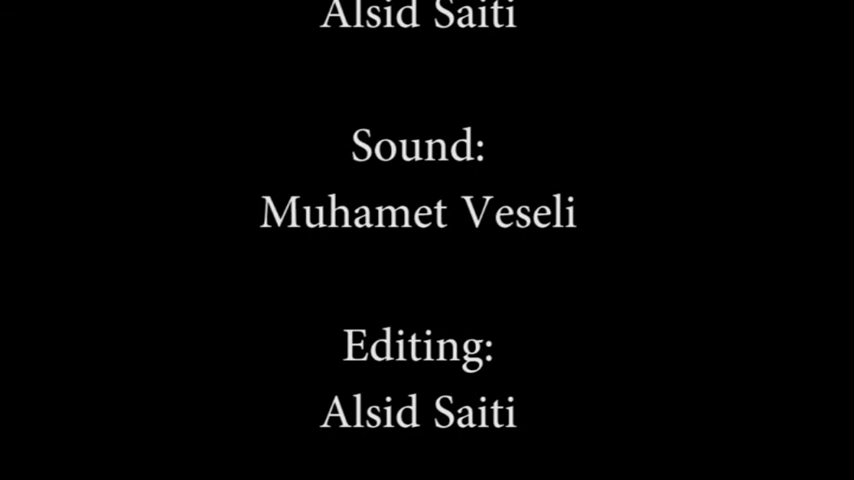 Alsid Saiti
Sound:
Muhamet Veseli
Editing:
Alsid Saiti